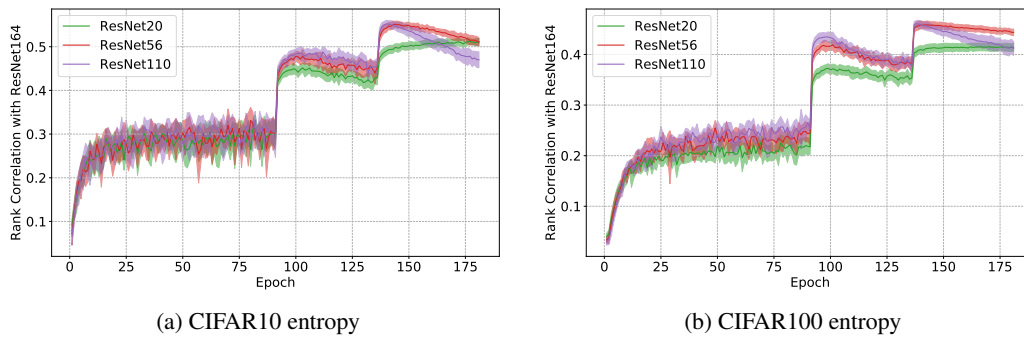 Rank Correlation with ResNet164
0.5
0.4
0.3
0.2
0.1
ResNet20
ResNet56
ResNet110
0 25 50 75 100 125 150 175
Epoch
(a) CIFAR10 entropy
Rank Correlation with ResNet164
0.4
0.3
0.2
0.1
ResNet20
ResNet56
ResNet110
0 25 50 75 100 125 150 175
Epoch
(b) CIFAR100 entropy